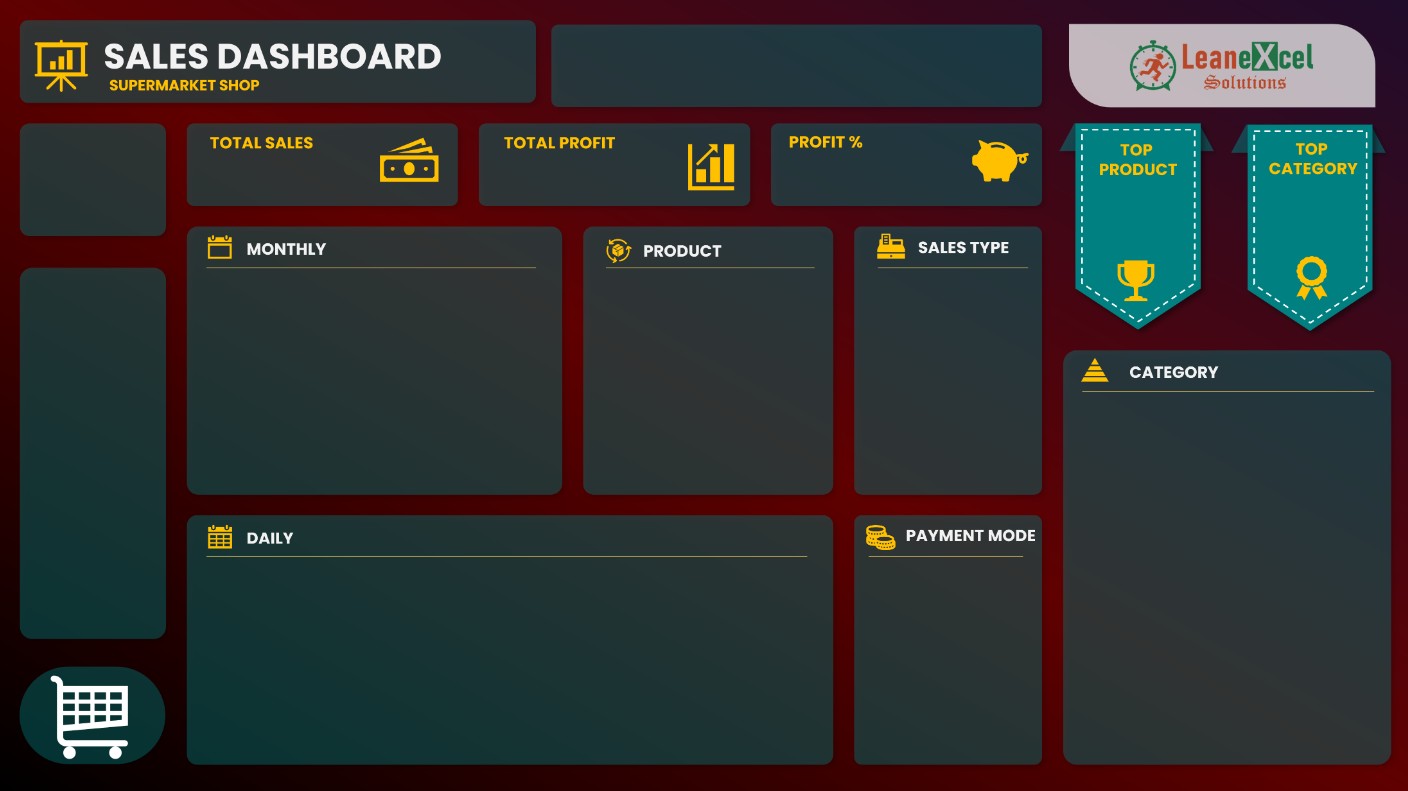 SALES DASHBOARD
SUPERMARKET SHOP
LeaneXcel
Solutions
TOTAL SALES
TOTAL PROFIT
PROFIT %
TOP
PRODUCT
TOP
CATEGORY
MONTHLY
PRODUCT
SALES TYPE
CATEGORY
DAILY
PAYMENT MODE